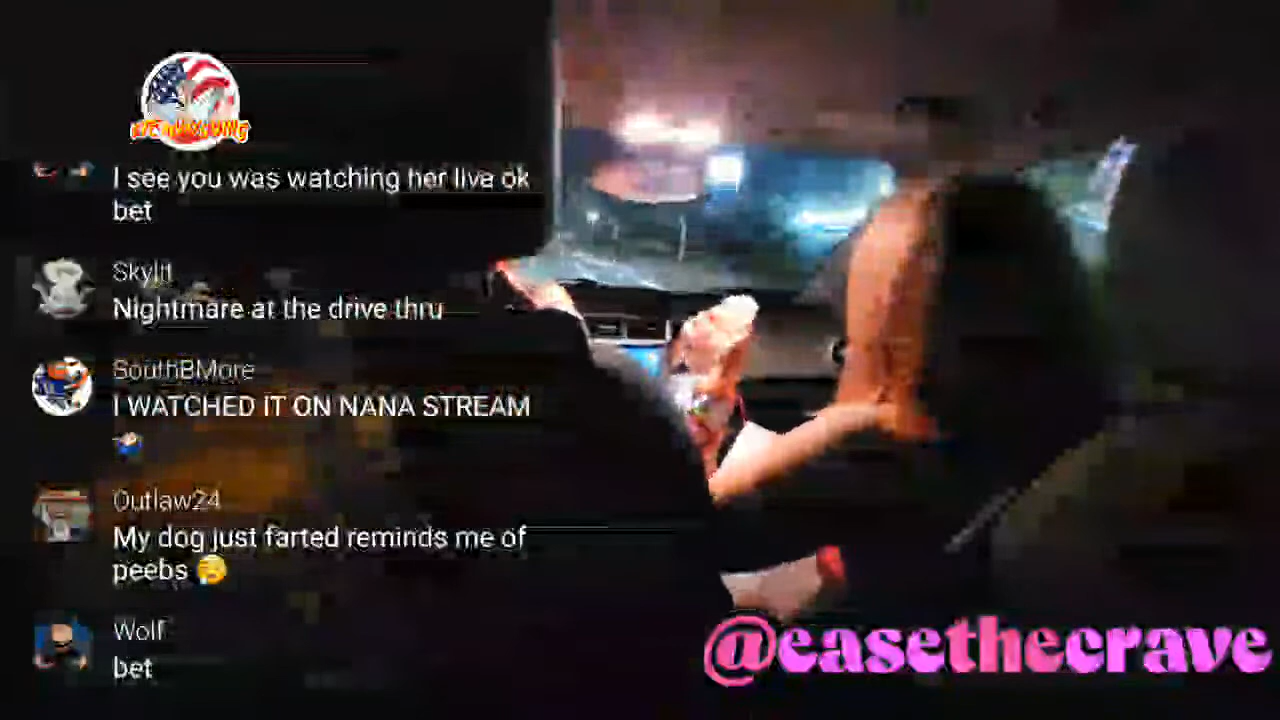 I see you was watching her live ok
bet
Skyjtl
Nightmare at the drive thru
SouthBMore
I WATCHED IT ON NANA STREAM
Outlaw24
My dog just farted reminds me of
peebs
Wolf
bet
@easethecrave